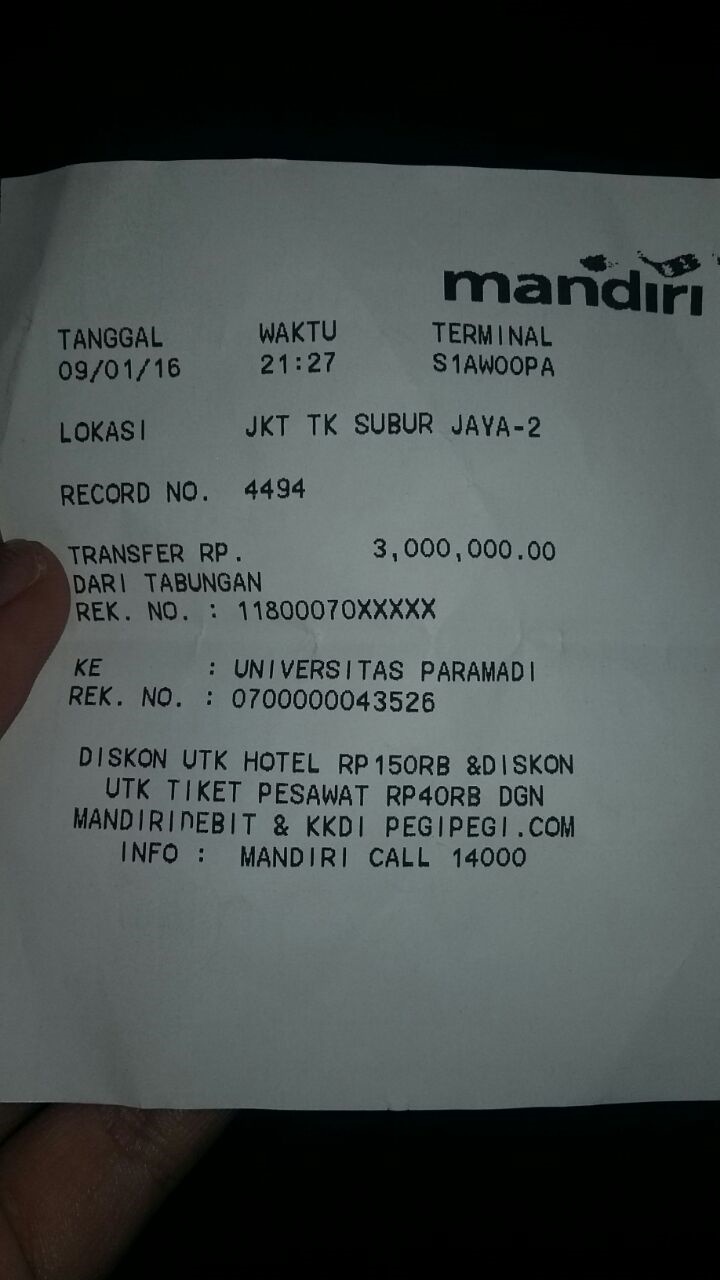 mandiri
TANGGAL WAKTU TERMINAL
09/01/16 21:27 S1AW00PA
LOKASI JKT TK SUBUR JAYA-2
RECORD NO. 4494
TRANSFER RP. 3,000,000.00
DARI TABUNGAN
REK. NO. : 11800070XXXXX
KE : UNIVERSITAS PARAMADI
REK. NO. : 0700000043526
DISKON UTK HOTEL RP150RB &DISKON
UTK TIKET PESAWAT RP40RB DGN
MANDIRIDEBIT & KKDI PEGIPEGI.COM
INFO : MANDIRI CALL 14000